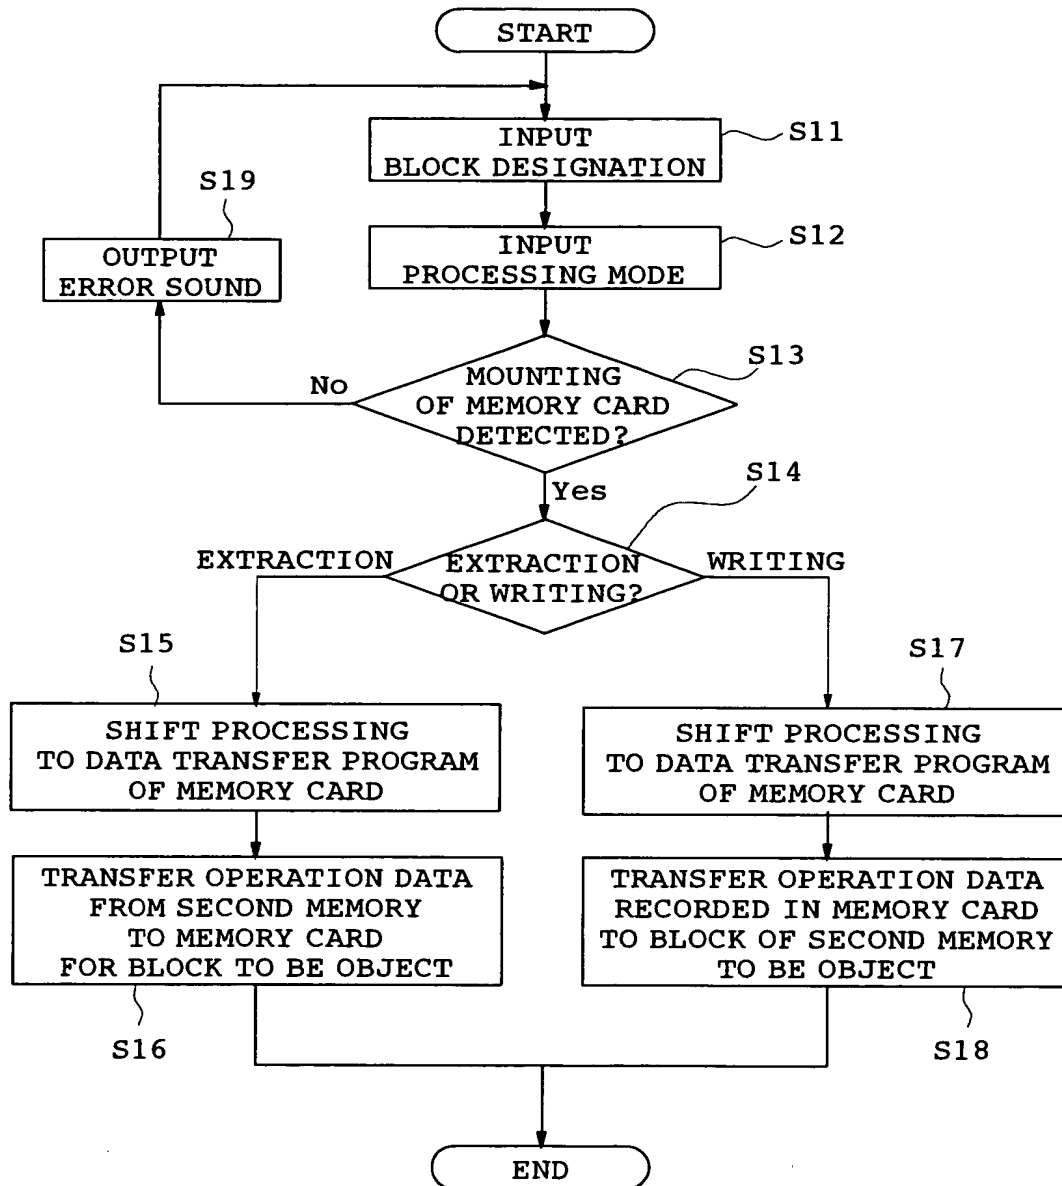 START
INPUT
BLOCK DESIGNATION
S11
S19
OUTPUT
ERROR SOUND
INPUT
PROCESSING MODE
S12
No
MOUNTING
OF MEMORY CARD
DETECTED?
S13
Yes
S14
EXTRACTION
EXTRACTION
OR WRITING?
WRITING
S15
SHIFT PROCESSING
TO DATA TRANSFER PROGRAM
OF MEMORY CARD
S17
SHIFT PROCESSING
TO DATA TRANSFER PROGRAM
OF MEMORY CARD
TRANSFER OPERATION DATA
FROM SECOND MEMORY
TO MEMORY CARD
FOR BLOCK TO BE OBJECT
S16
TRANSFER OPERATION DATA
RECORDED IN MEMORY CARD
TO BLOCK OF SECOND MEMORY
TO BE OBJECT
S18
END